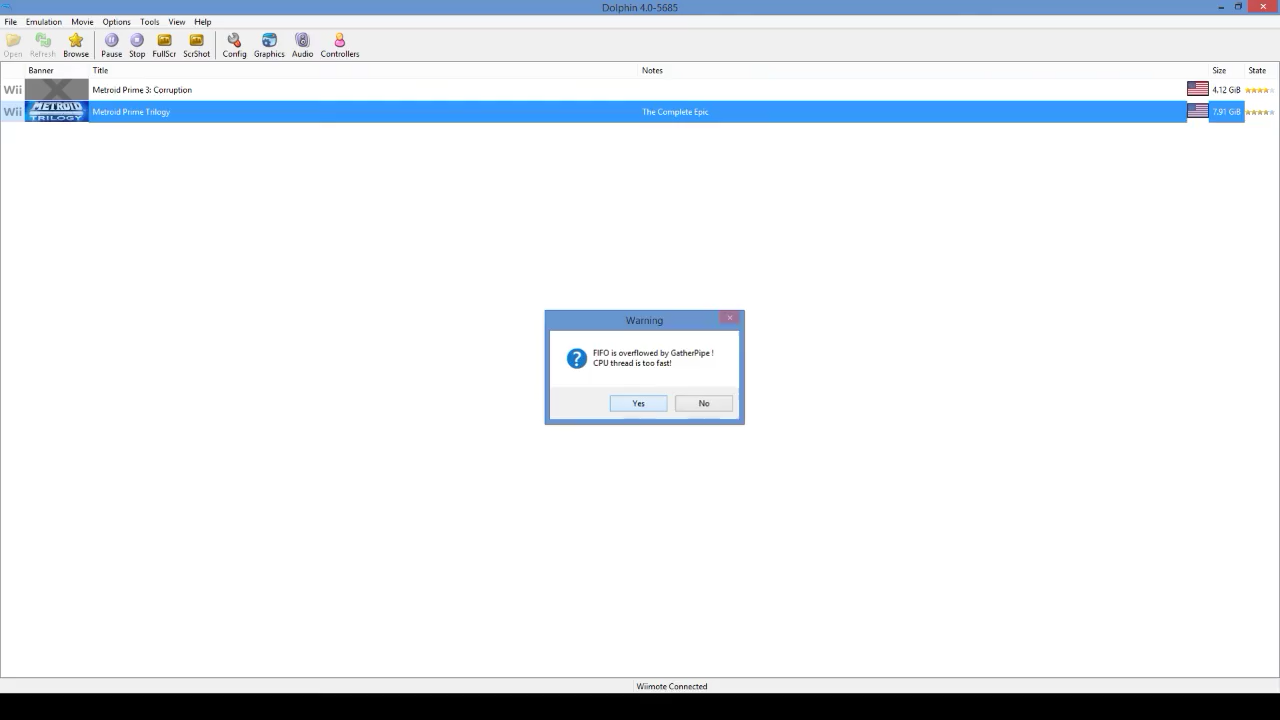 Dolphin 4.0-5685
File Emulation Movie Options Tools View Help
Open Refresh Browse Pause Stop FullScr ScrShot Config Graphics Audio Controllers
Banner Title Notes Size State
Wii Metroid Prime 3: Corruption 4.12 GiB
Wii METROID TRILOGY Metroid Prime Trilogy The Complete Epic 7.91 GiB
Warning
FIFO is overflowed by GatherPipe !
CPU thread is too fast!
Yes No
Wiimote Connected